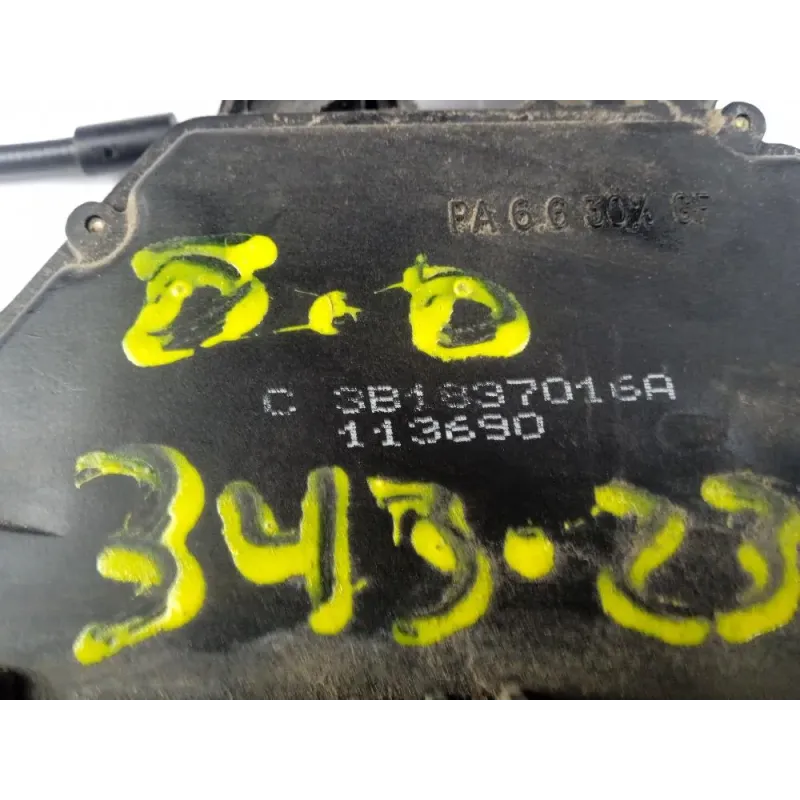 PA 6.6 30% GF
D.D
C 3B1837016A
113690
343.23